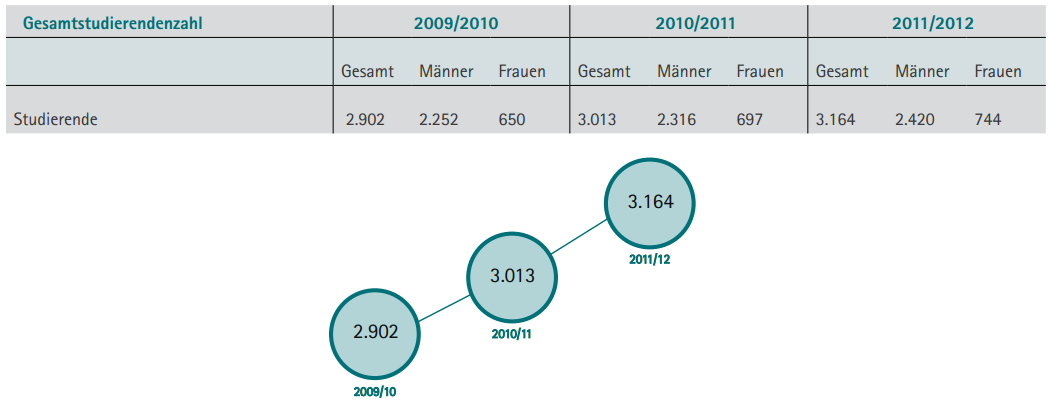 Gesamtstudierendenzahl 2009/2010 2010/2011 2011/2012
Gesamt Männer Frauen Gesamt Männer Frauen Gesamt Männer Frauen
Studierende 2.902 2.252 650 3.013 2.316 697 3.164 2.420 744
3.164
2011/12
3.013
2010/11
2.902
2009/10